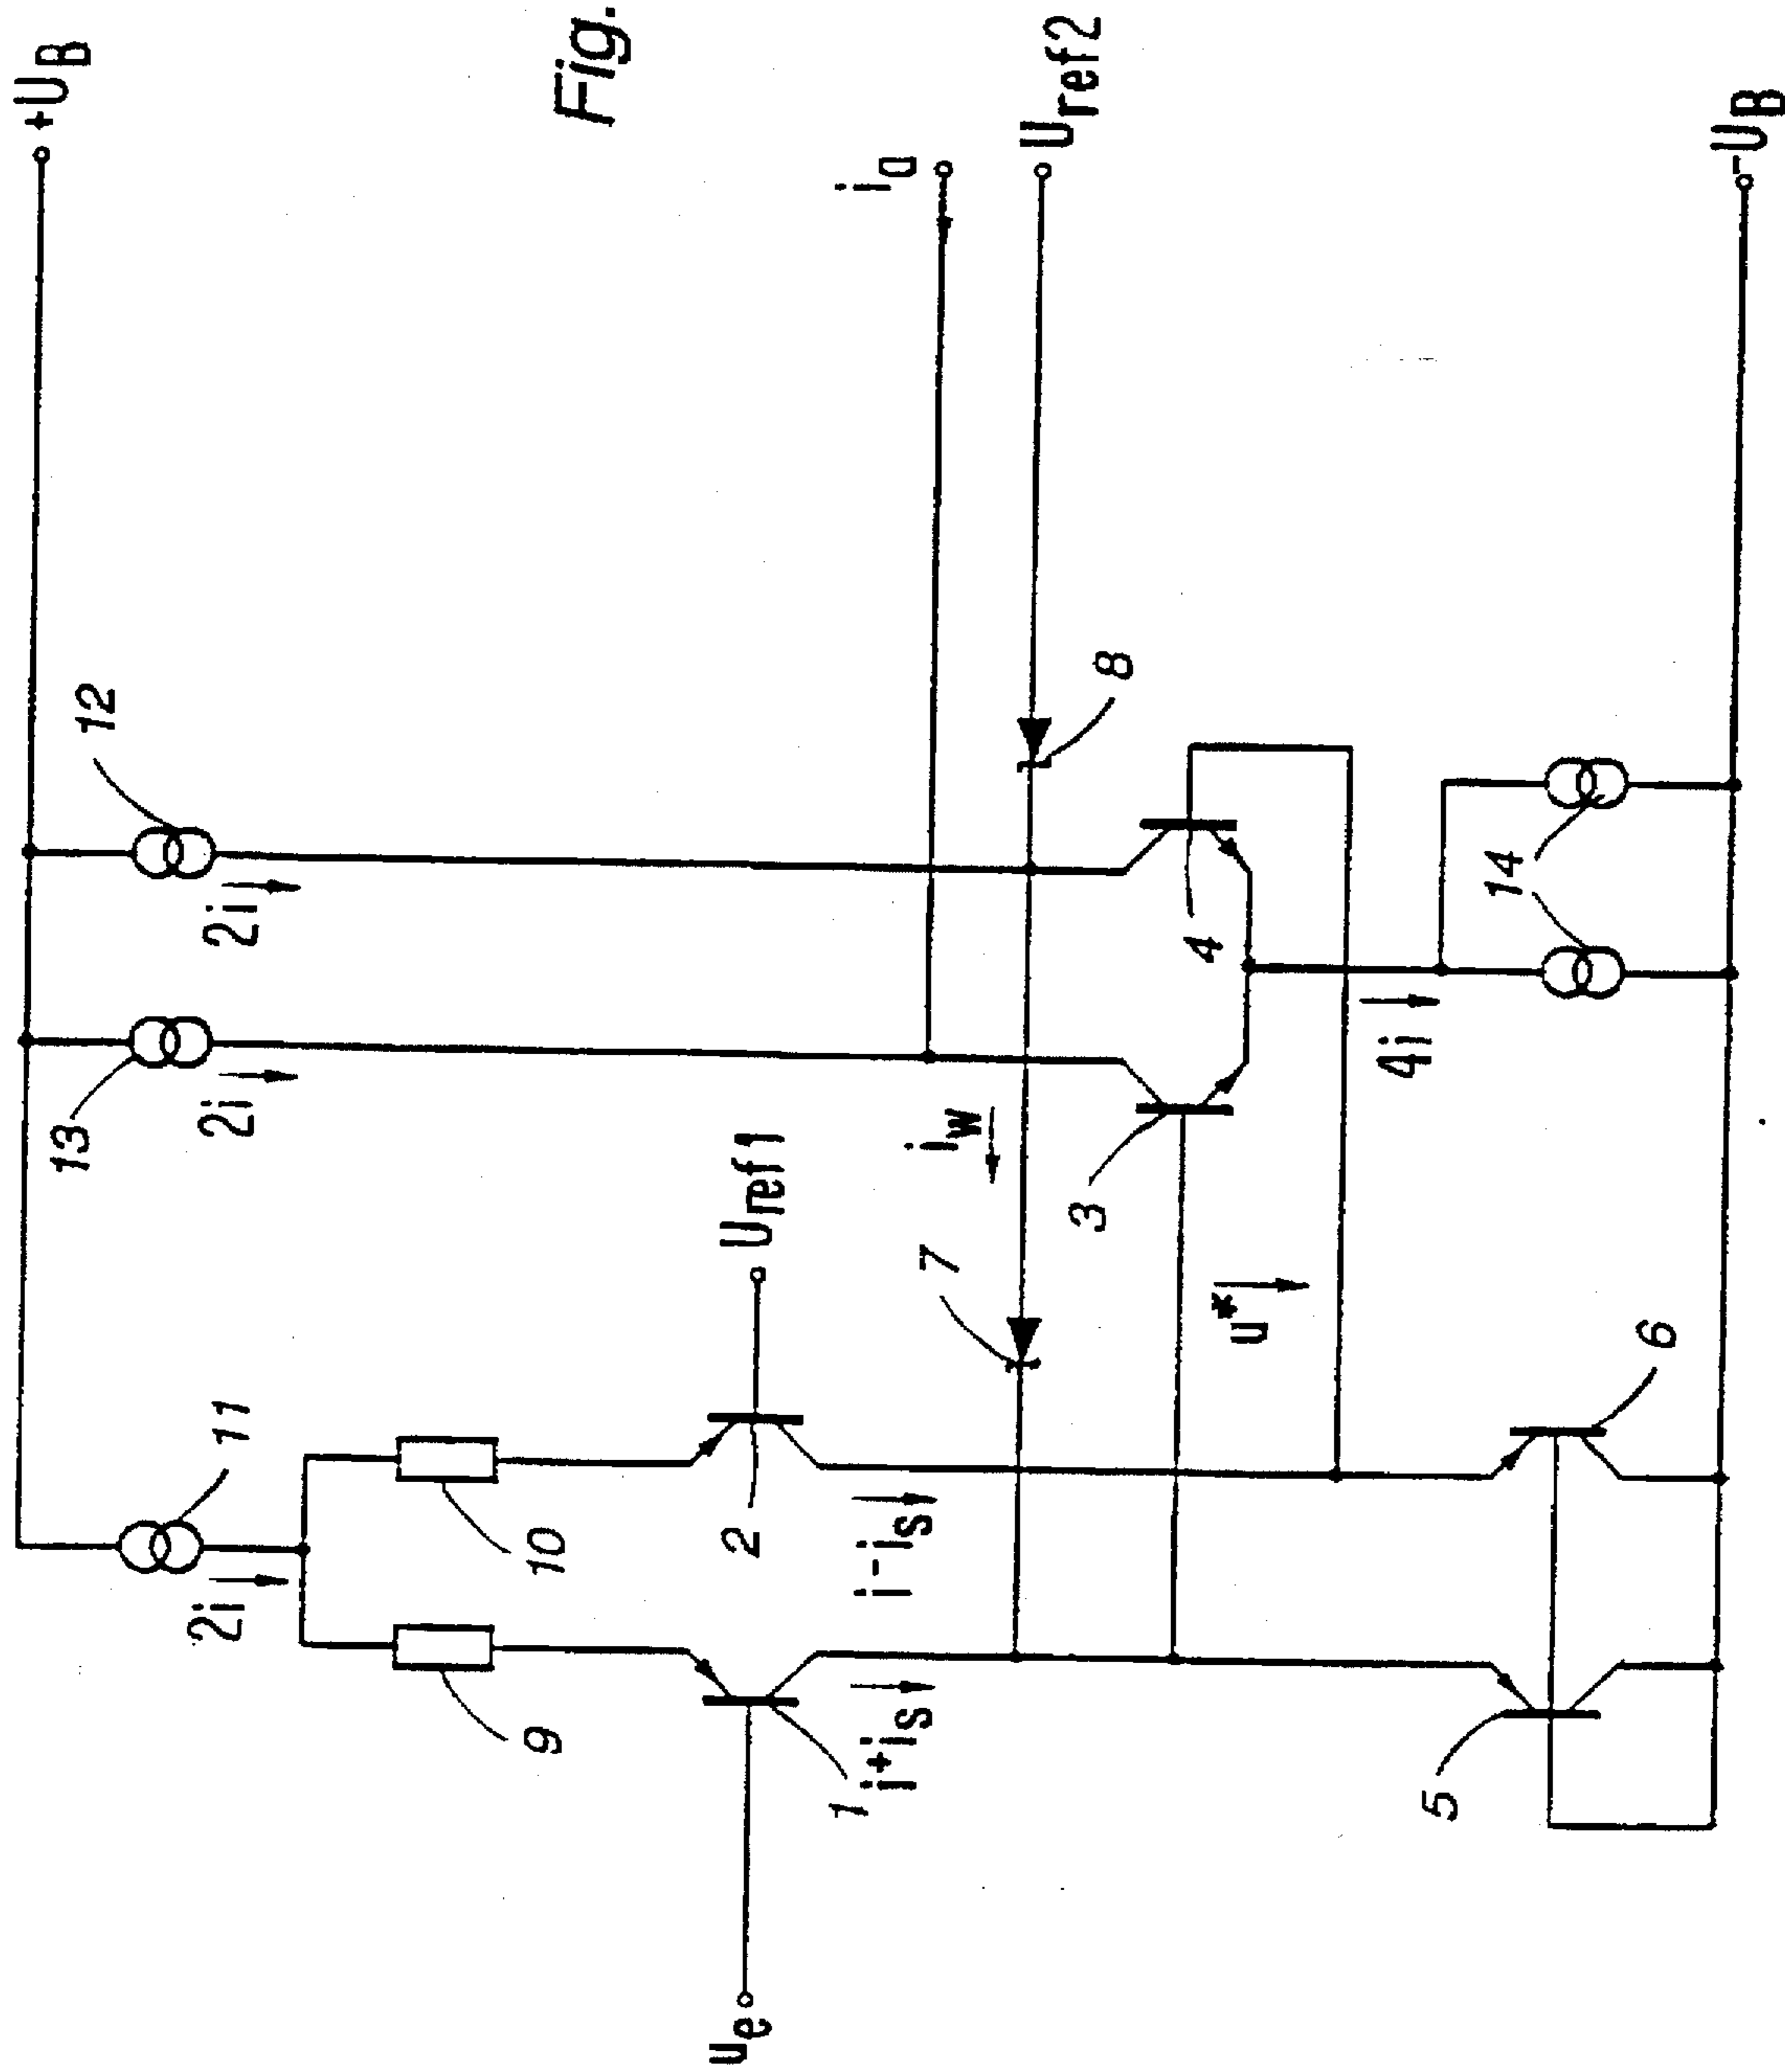 +U_B
Fig.
11
12
13
2i
2i
2i
10
9
i_a
U_ref1
U_ref2
u_e
1
2
i+i_s
i-i_s
7
8
i_w
3
4
u*
4i
5
6
14
-U_B